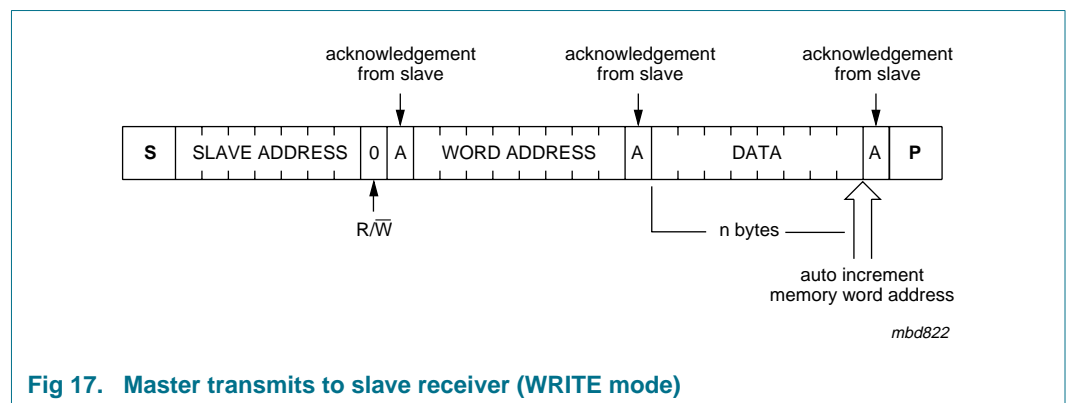 acknowledgement
from slave
acknowledgement
from slave
acknowledgement
from slave
S SLAVE ADDRESS 0 A WORD ADDRESS A DATA A P
R/W̅
n bytes
auto increment
memory word address
mbd822
Fig 17. Master transmits to slave receiver (WRITE mode)